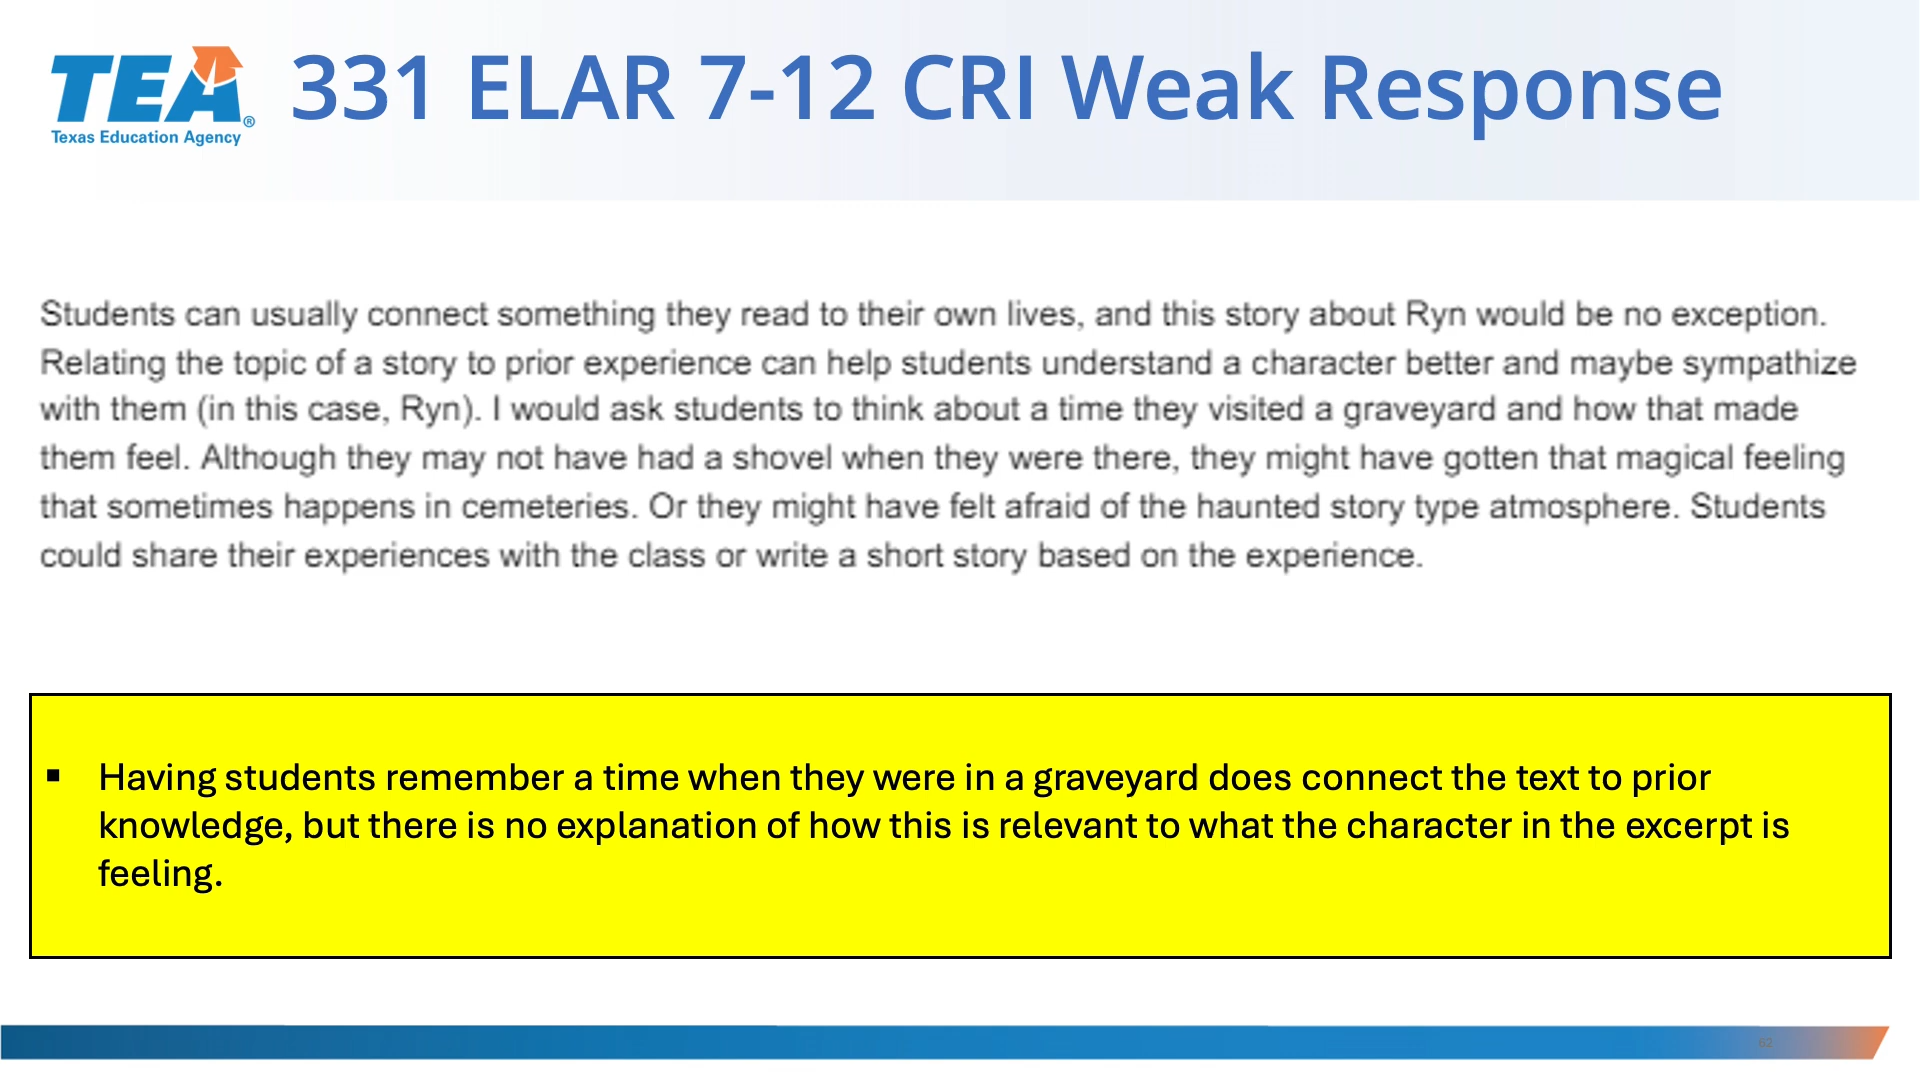 TEA®
Texas Education Agency
331 ELAR 7-12 CRI Weak Response
Students can usually connect something they read to their own lives, and this story about Ryn would be no exception.
Relating the topic of a story to prior experience can help students understand a character better and maybe sympathize
with them (in this case, Ryn). I would ask students to think about a time they visited a graveyard and how that made
them feel. Although they may not have had a shovel when they were there, they might have gotten that magical feeling
that sometimes happens in cemeteries. Or they might have felt afraid of the haunted story type atmosphere. Students
could share their experiences with the class or write a short story based on the experience.
▪ Having students remember a time when they were in a graveyard does connect the text to prior
knowledge, but there is no explanation of how this is relevant to what the character in the excerpt is
feeling.
62